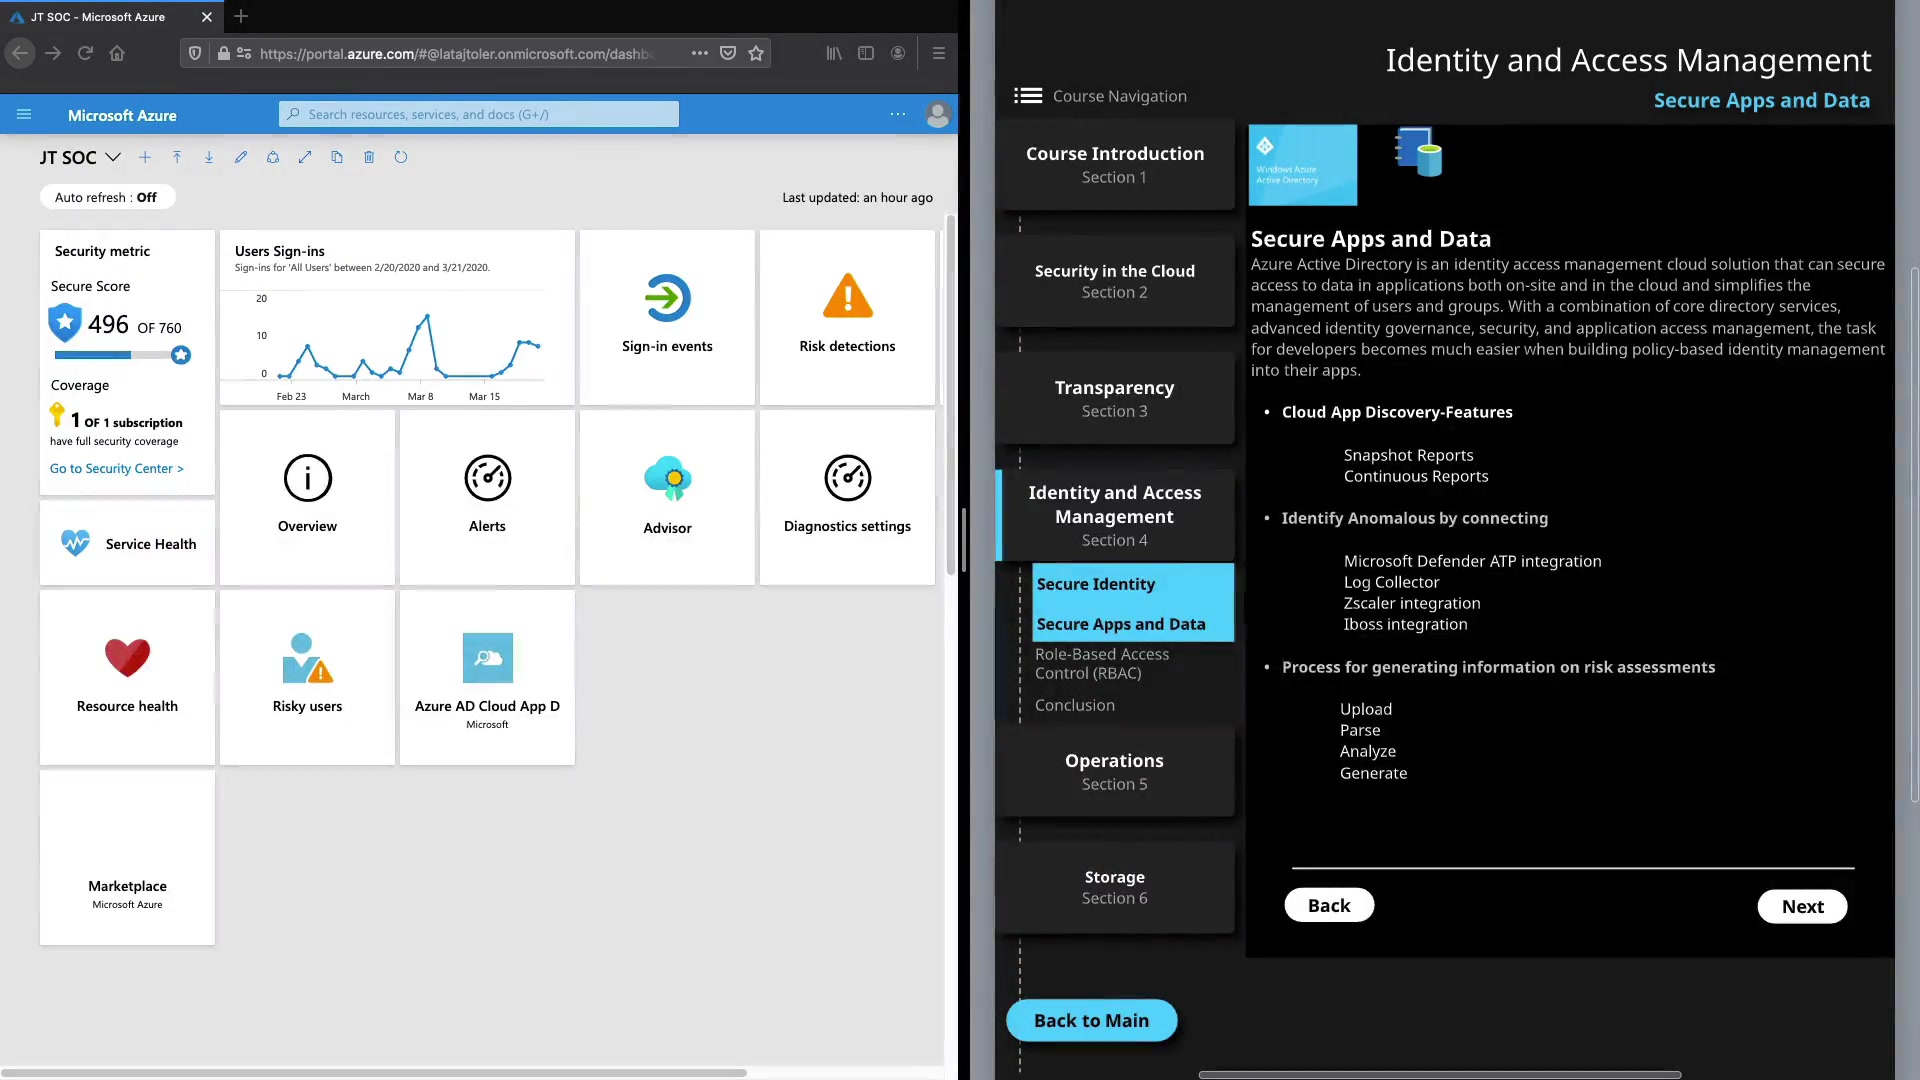 JT SOC - Microsoft Azure
https://portal.azure.com/#@latajtoler.onmicrosoft.com/dashb
Microsoft Azure
Search resources, services, and docs (G+/)
JT SOC
Auto refresh : Off
Last updated: an hour ago
Security metric
Secure Score
496 OF 760
Coverage
1 OF 1 subscription
have full security coverage
Go to Security Center >
Users Sign-ins
Sign-ins for 'All Users' between 2/20/2020 and 3/21/2020.
20
10
0
Feb 23 March Mar 8 Mar 15
Sign-in events
Risk detections
Service Health
Overview
Alerts
Advisor
Diagnostics settings
Resource health
Risky users
Azure AD Cloud App D
Microsoft
Marketplace
Microsoft Azure
Identity and Access Management
Secure Apps and Data
Course Navigation
Course Introduction
Section 1
Security in the Cloud
Section 2
Transparency
Section 3
Identity and Access
Management
Section 4
Secure Identity
Secure Apps and Data
Role-Based Access
Control (RBAC)
Conclusion
Operations
Section 5
Storage
Section 6
Back to Main
Windows Azure
Active Directory
Secure Apps and Data
Azure Active Directory is an identity access management cloud solution that can secure
access to data in applications both on-site and in the cloud and simplifies the
management of users and groups. With a combination of core directory services,
advanced identity governance, security, and application access management, the task
for developers becomes much easier when building policy-based identity management
into their apps.
• Cloud App Discovery-Features
Snapshot Reports
Continuous Reports
• Identify Anomalous by connecting
Microsoft Defender ATP integration
Log Collector
Zscaler integration
Iboss integration
• Process for generating information on risk assessments
Upload
Parse
Analyze
Generate
Back
Next